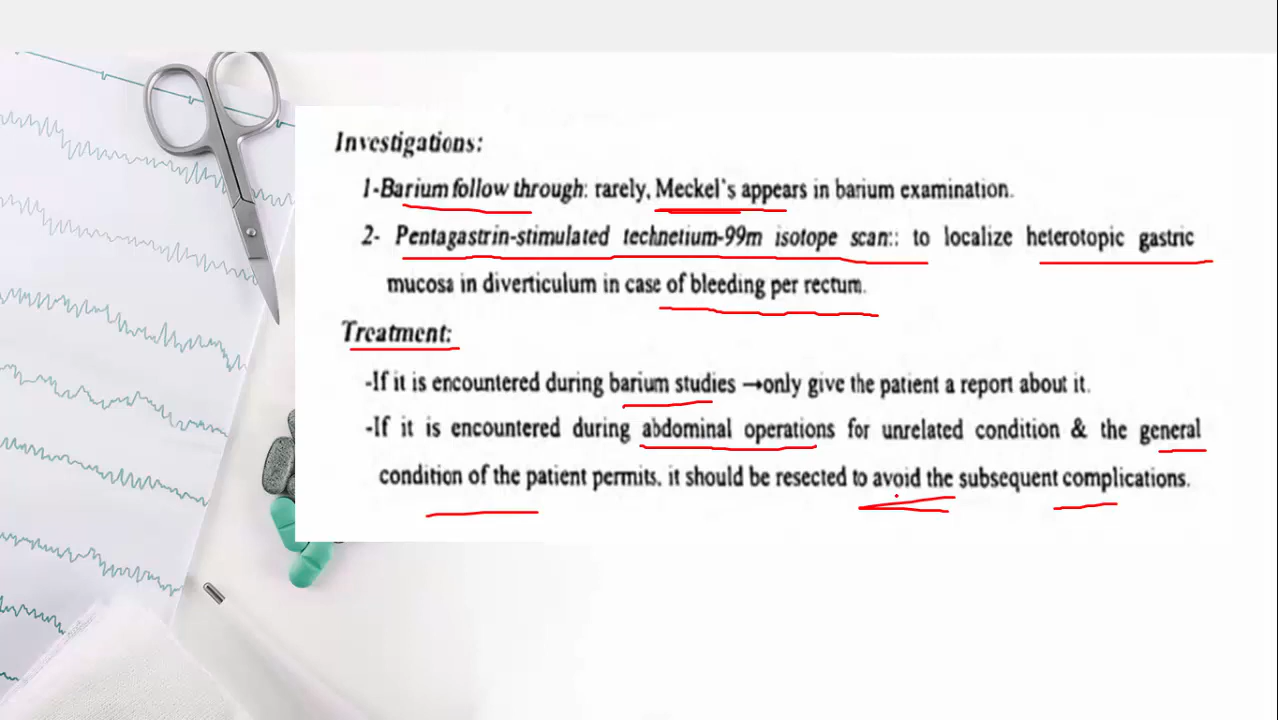 Investigations:
1-Barium follow through: rarely, Meckel's appears in barium examination.
2- Pentagastrin-stimulated technetium-99m isotope scan:: to localize heterotopic gastric
mucosa in diverticulum in case of bleeding per rectum.
Treatment:
-If it is encountered during barium studies →only give the patient a report about it.
-If it is encountered during abdominal operations for unrelated condition & the general
condition of the patient permits, it should be resected to avoid the subsequent complications.